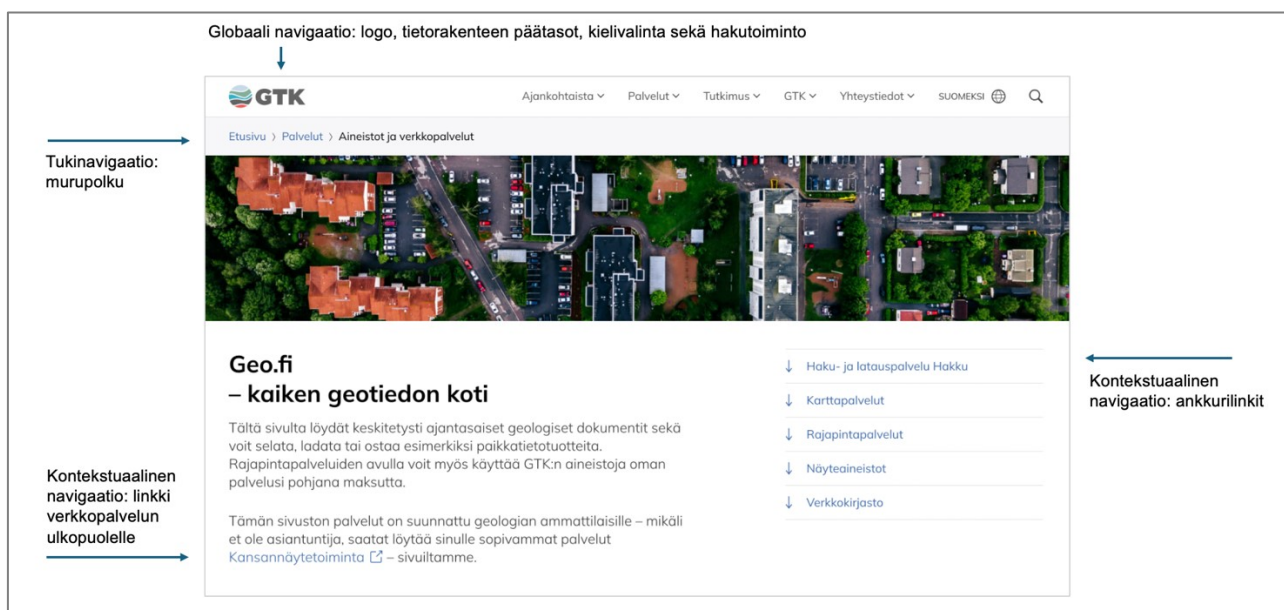 Globaali navigaatio: logo, tietorakenteen päätasot, kielivalinta sekä hakutoiminto
GTK
Ajankohtaista
Palvelut
Tutkimus
GTK
Yhteystiedot
SUOMEKSI
Etusivu › Palvelut › Aineistot ja verkkopalvelut
Tukinavigaatio:
murupolku
Geo.fi
– kaiken geotiedon koti
Tältä sivulta löydät keskitetysti ajantasaiset geologiset dokumentit sekä
voit selata, ladata tai ostaa esimerkiksi paikkatietotuotteita.
Rajapintapalveluiden avulla voit myös käyttää GTK:n aineistoja oman
palvelusi pohjana maksutta.
Tämän sivuston palvelut on suunnattu geologian ammattilaisille – mikäli
et ole asiantuntija, saatat löytää sinulle sopivammat palvelut
Kansannäytetoiminta – sivuiltamme.
↓ Haku- ja latauspalvelu Hakku
↓ Karttapalvelut
↓ Rajapintapalvelut
↓ Näyteaineistot
↓ Verkkokirjasto
Kontekstuaalinen
navigaatio: ankkurilinkit
Kontekstuaalinen
navigaatio: linkki
verkkopalvelun
ulkopuolelle